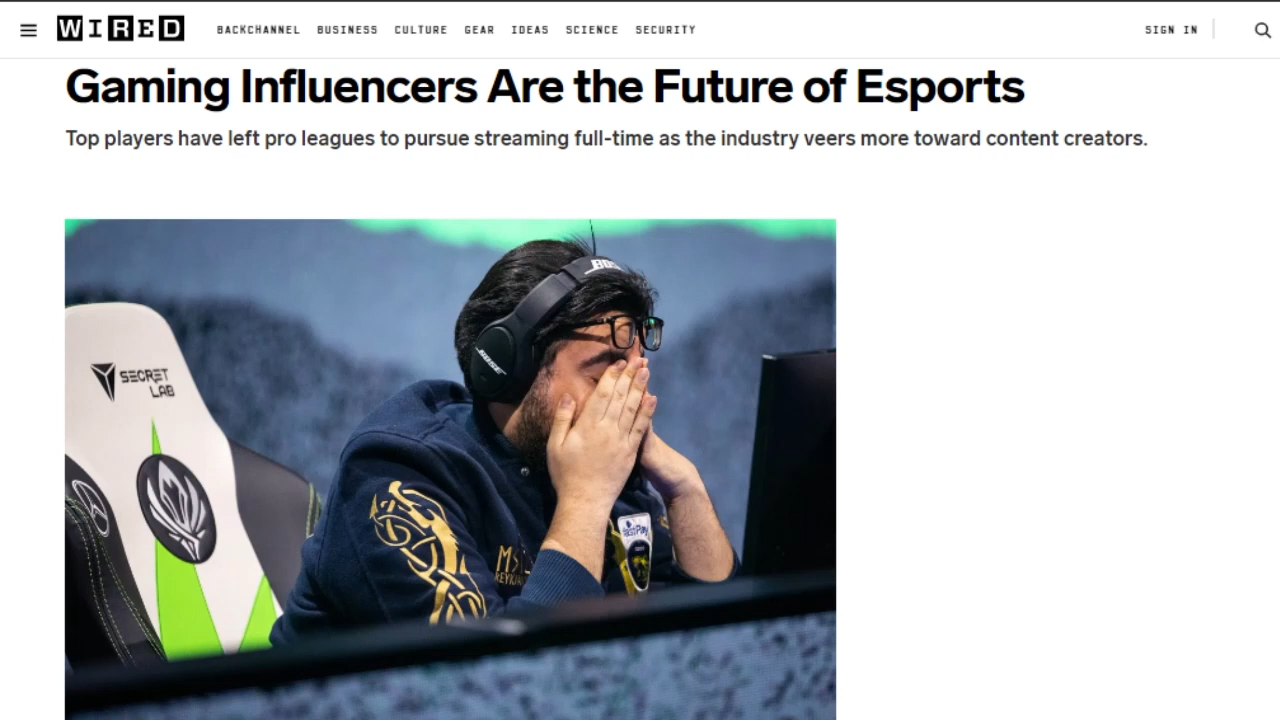 WIRED
BACKCHANNEL BUSINESS CULTURE GEAR IDEAS SCIENCE SECURITY
SIGN IN
Gaming Influencers Are the Future of Esports
Top players have left pro leagues to pursue streaming full-time as the industry veers more toward content creators.
BOSE
BOSE
SECRET
LAB